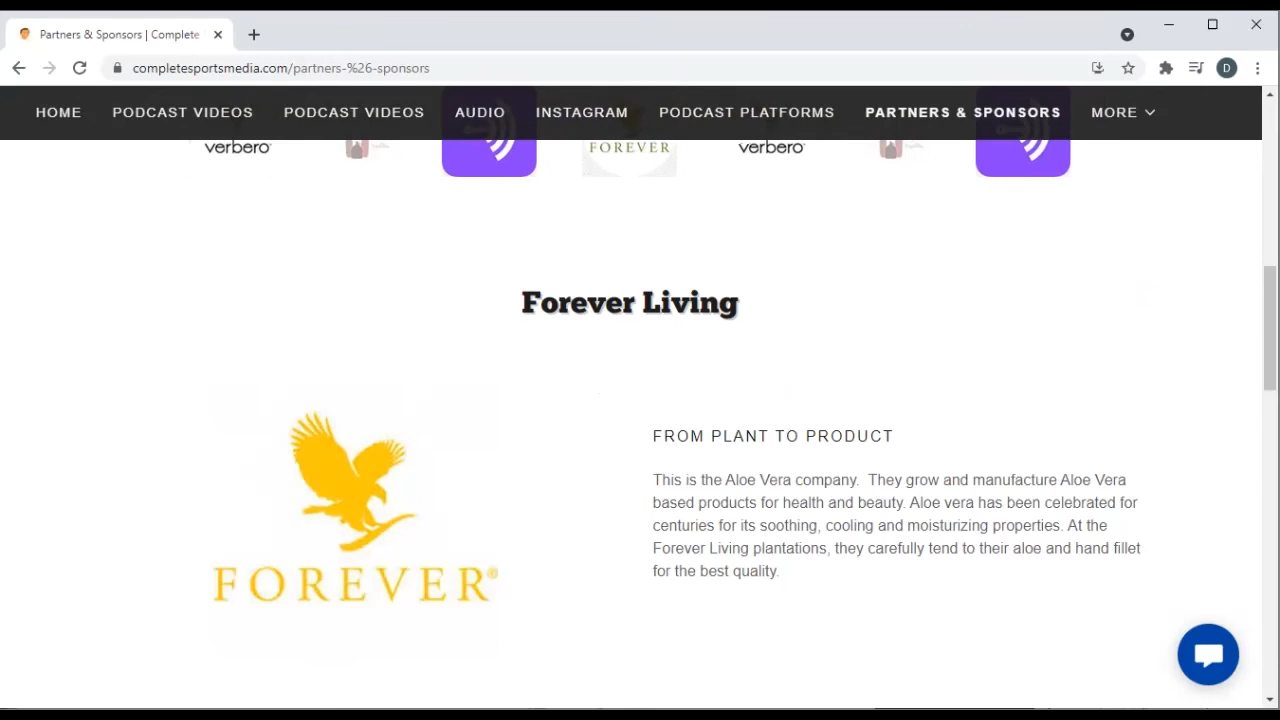 Partners & Sponsors | Complete
completesportsmedia.com/partners-%26-sponsors
D
HOME PODCAST VIDEOS PODCAST VIDEOS AUDIO INSTAGRAM PODCAST PLATFORMS PARTNERS & SPONSORS MORE
verbero FOREVER verbero
Forever Living
FOREVER®
FROM PLANT TO PRODUCT
This is the Aloe Vera company. They grow and manufacture Aloe Vera
based products for health and beauty. Aloe vera has been celebrated for
centuries for its soothing, cooling and moisturizing properties. At the
Forever Living plantations, they carefully tend to their aloe and hand fillet
for the best quality.